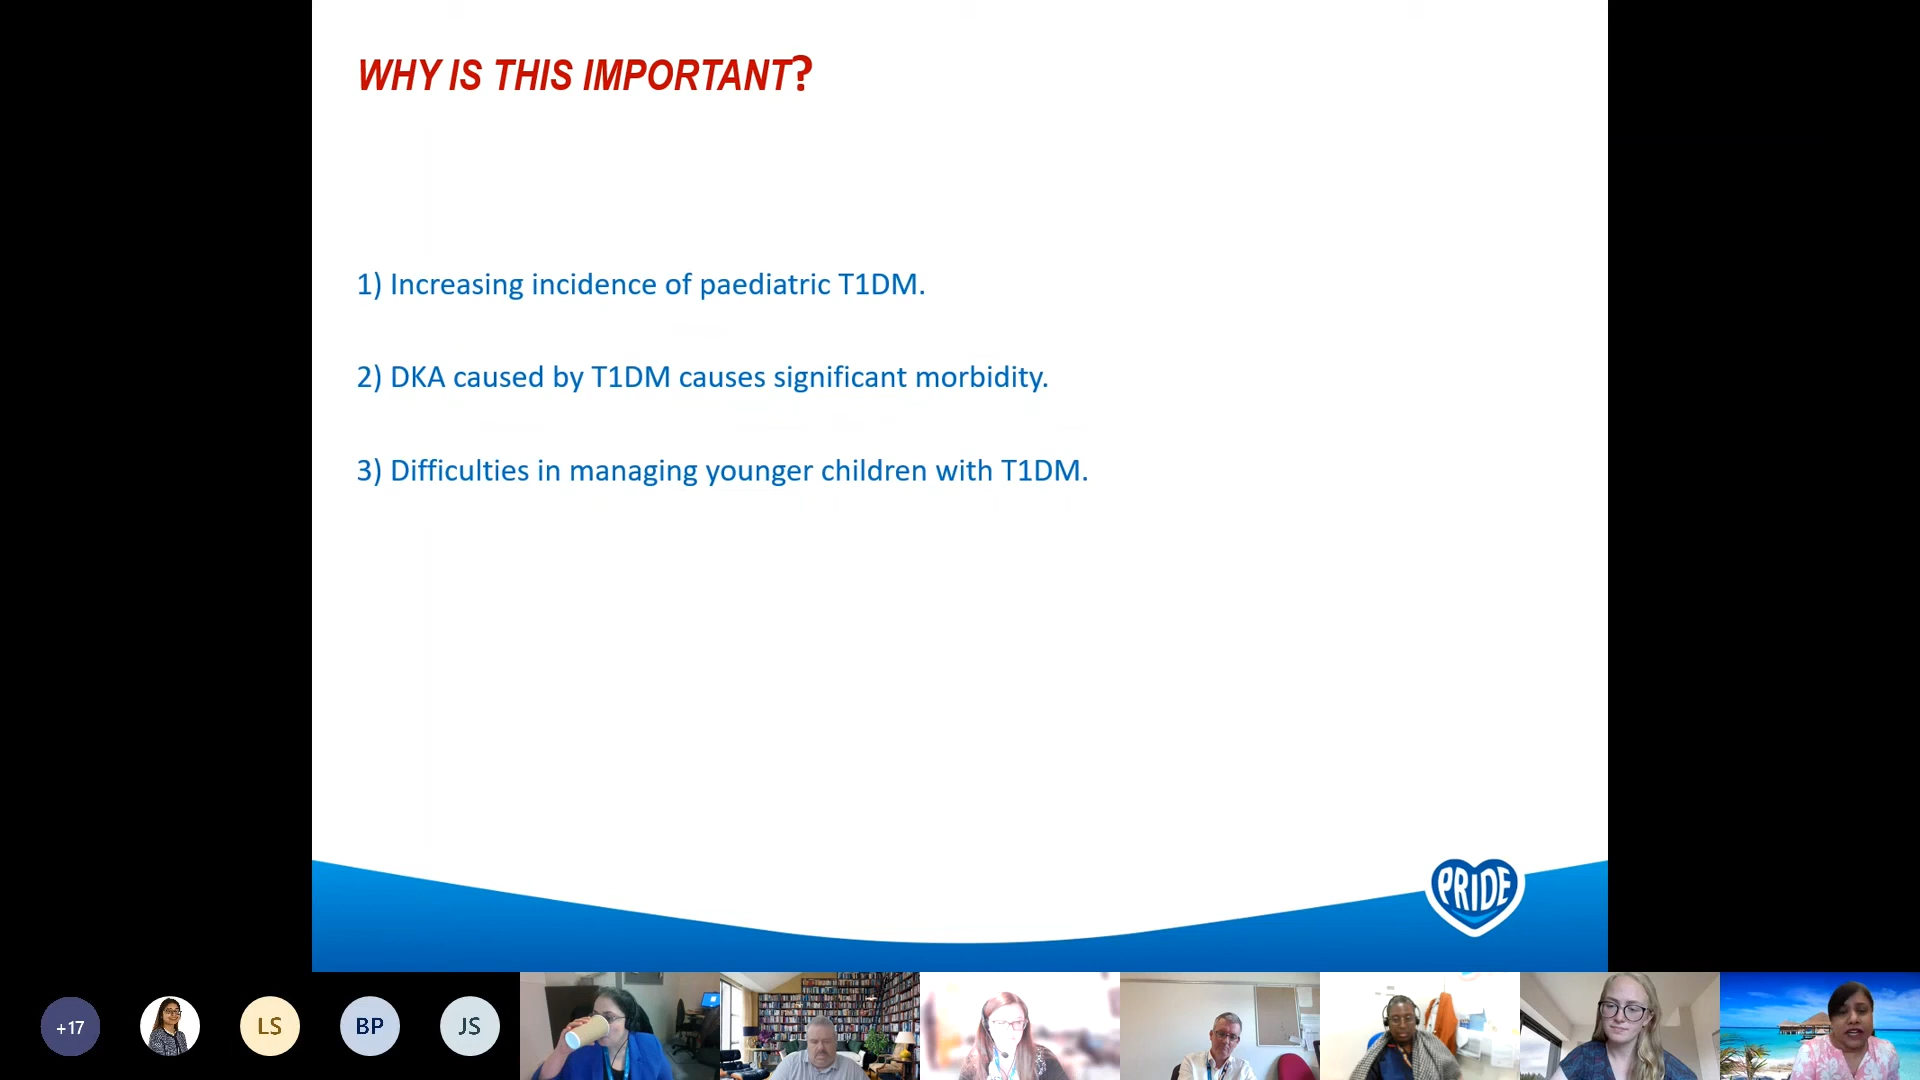 WHY IS THIS IMPORTANT?
1) Increasing incidence of paediatric T1DM.
2) DKA caused by T1DM causes significant morbidity.
3) Difficulties in managing younger children with T1DM.
PRIDE
+17
LS
BP
JS